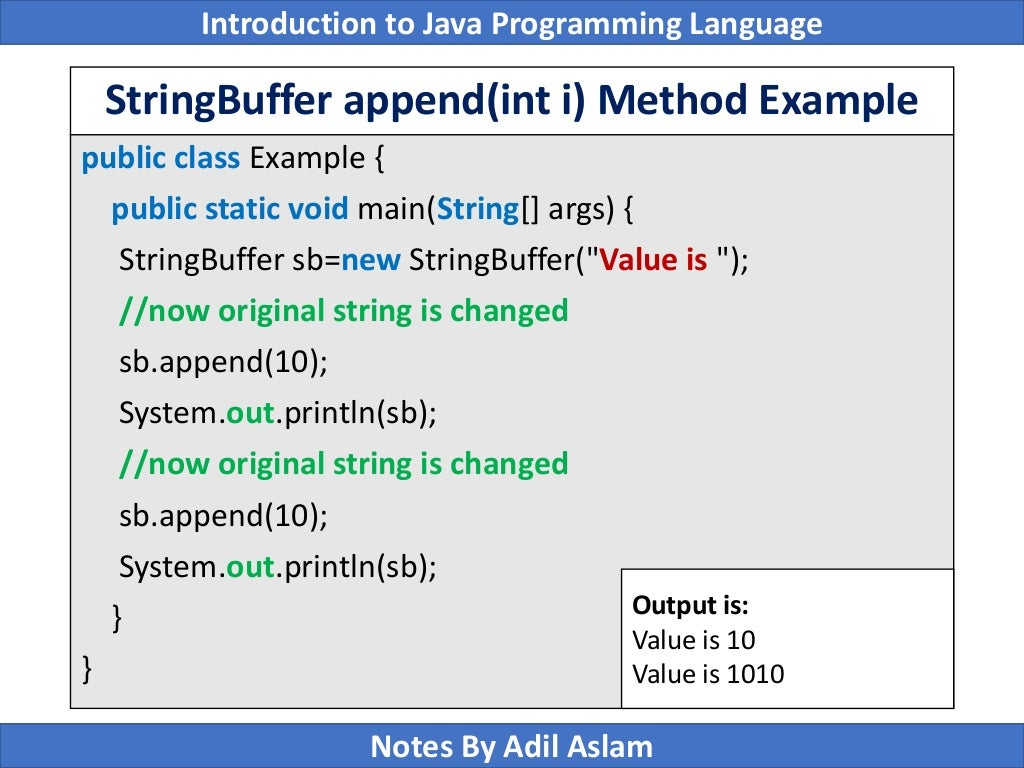 Introduction to Java Programming Language
StringBuffer append(int i) Method Example
public class Example {
public static void main(String[] args) {
StringBuffer sb=new StringBuffer("Value is ");
//now original string is changed
sb.append(10);
System.out.println(sb);
//now original string is changed
sb.append(10);
System.out.println(sb);
}
}
Output is:
Value is 10
Value is 1010
Notes By Adil Aslam